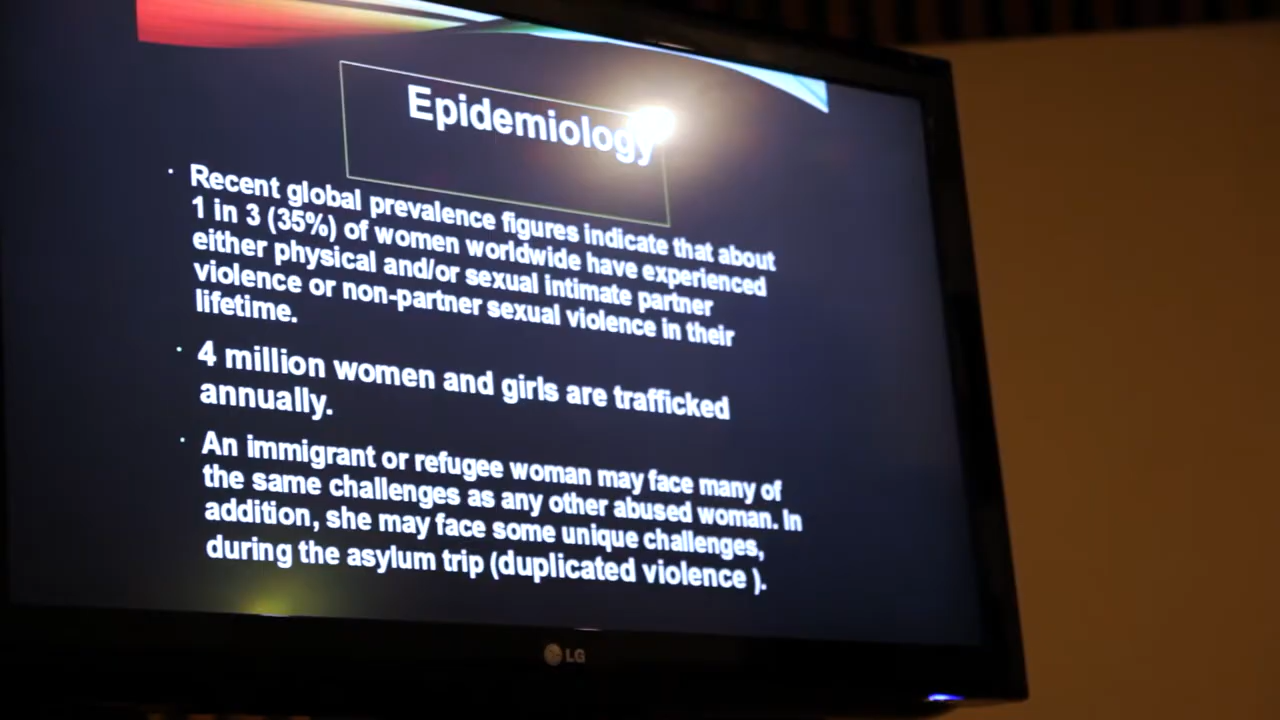 Epidemiology
· Recent global prevalence figures indicate that about
1 in 3 (35%) of women worldwide have experienced
either physical and/or sexual intimate partner
violence or non-partner sexual violence in their
lifetime.
· 4 million women and girls are trafficked
annually.
· An immigrant or refugee woman may face many of
the same challenges as any other abused woman. In
addition, she may face some unique challenges,
during the asylum trip (duplicated violence ).
LG